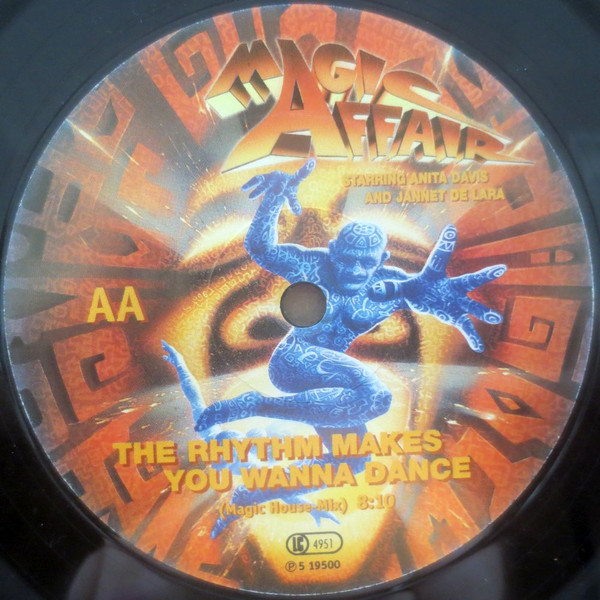 MAGIC
AFFAIR
STARRING ANITA DAVIS
AND JANNET DE LARA
AA
THE RHYTHM MAKES
YOU WANNA DANCE
(Magic House Mix) 8:10
LC 4951
℗ 5 19500